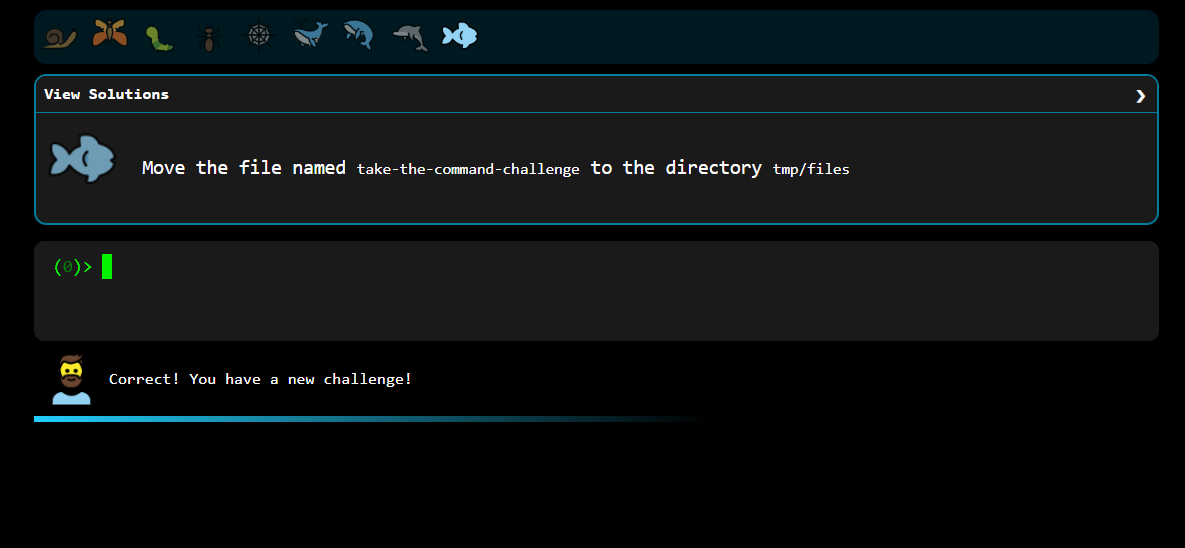 View Solutions ❯
Move the file named take-the-command-challenge to the directory tmp/files
(0)>
Correct! You have a new challenge!